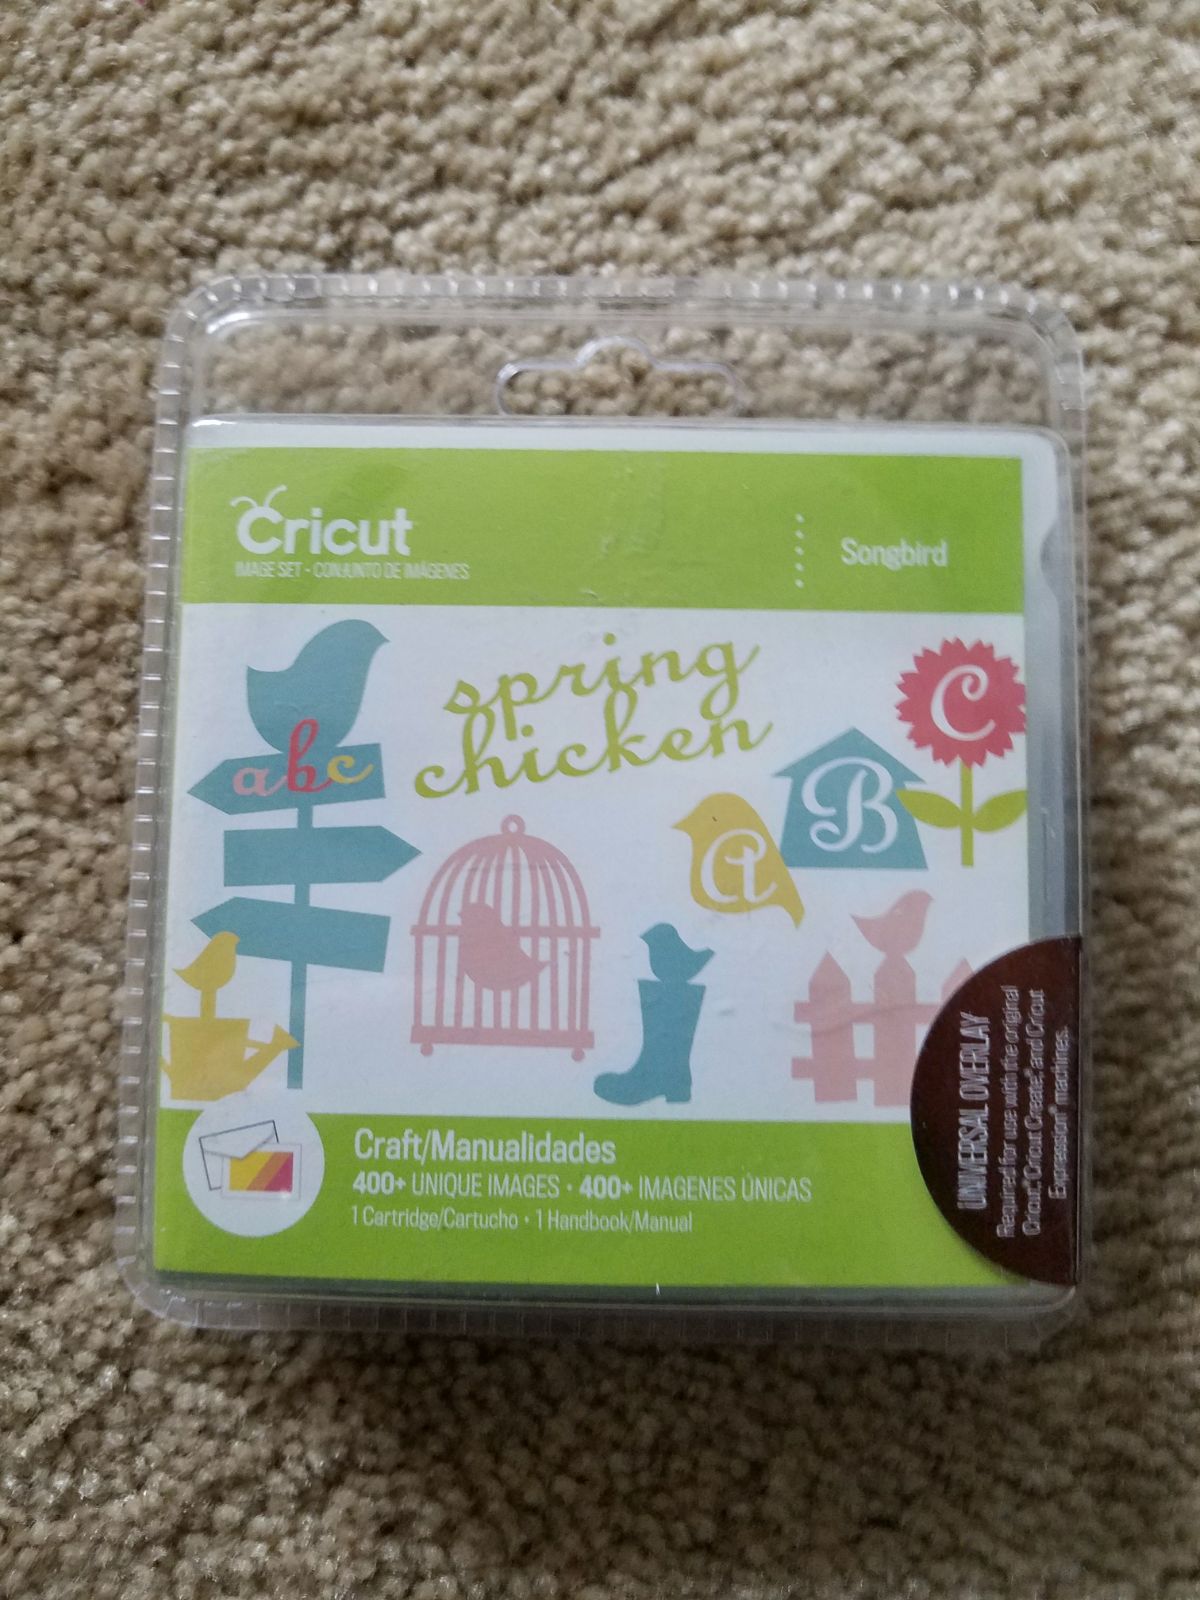 Cricut
IMAGE SET - CONJUNTO DE IMÁGENES
Songbird
spring
chicken
abc
a
B
C
UNIVERSAL OVERLAY
Required for use with the original
Cricut,® Cricut Create,® and Cricut
Expression® machines.
Craft/Manualidades
400+ UNIQUE IMAGES • 400+ IMAGENES ÚNICAS
1 Cartridge/Cartucho • 1 Handbook/Manual